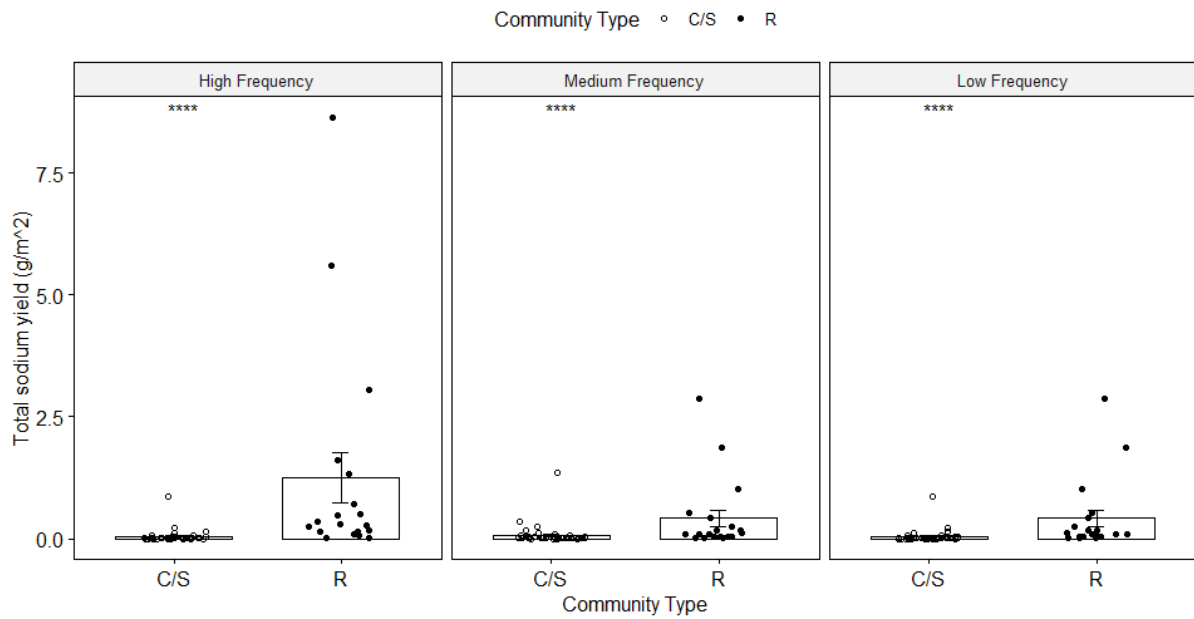 Community Type C/S R
High Frequency Medium Frequency Low Frequency
**** **** ****
Total sodium yield (g/m^2)
7.5
5.0
2.5
0.0
C/S R C/S R C/S R
Community Type